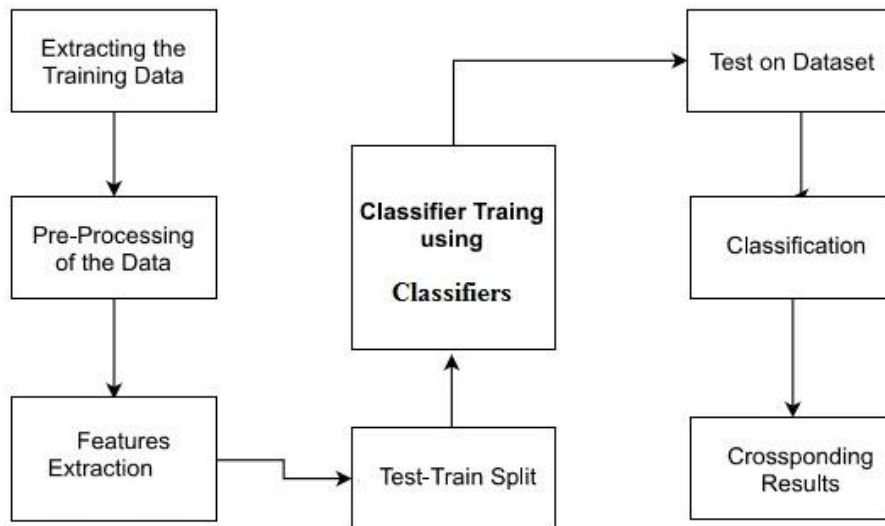 Extracting the
Training Data
Pre-Processing
of the Data
Features
Extraction
Test-Train Split
Classifier Traing
using
Classifiers
Test on Dataset
Classification
Crossponding
Results